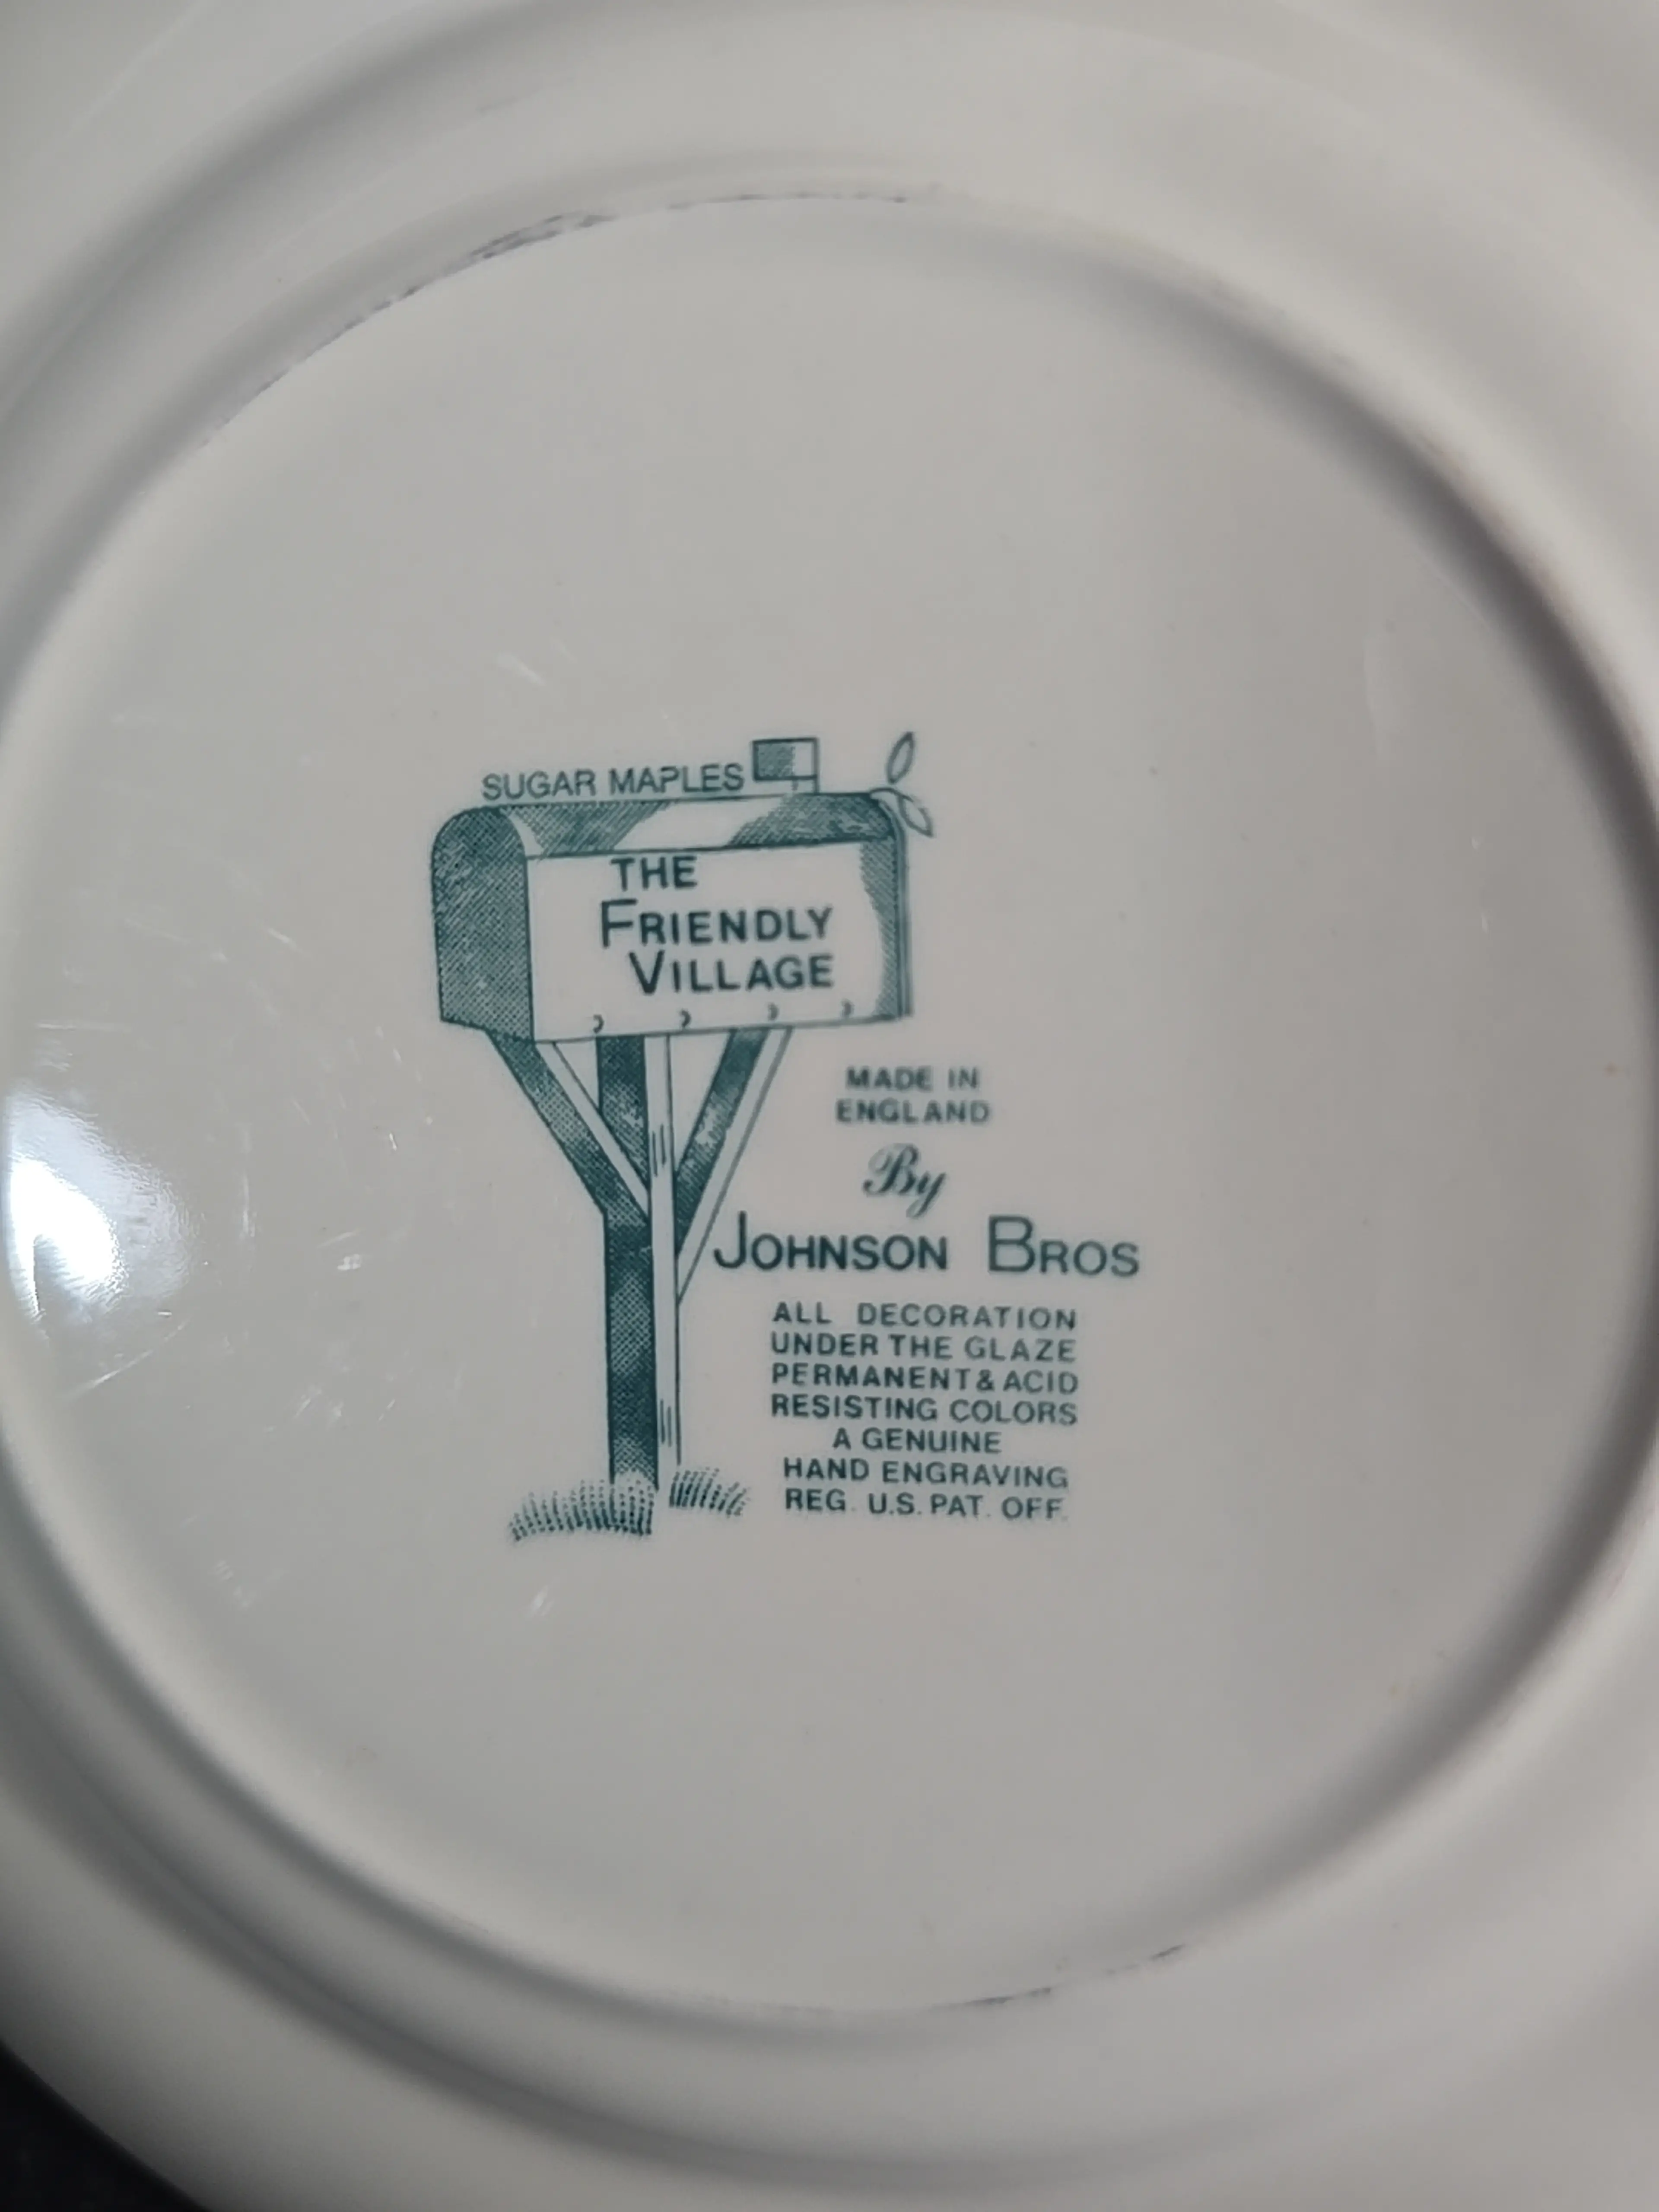 SUGAR MAPLES
THE
FRIENDLY
VILLAGE
MADE IN
ENGLAND
By
JOHNSON BROS
ALL DECORATION
UNDER THE GLAZE
PERMANENT & ACID
RESISTING COLORS
A GENUINE
HAND ENGRAVING
REG. U.S. PAT. OFF.